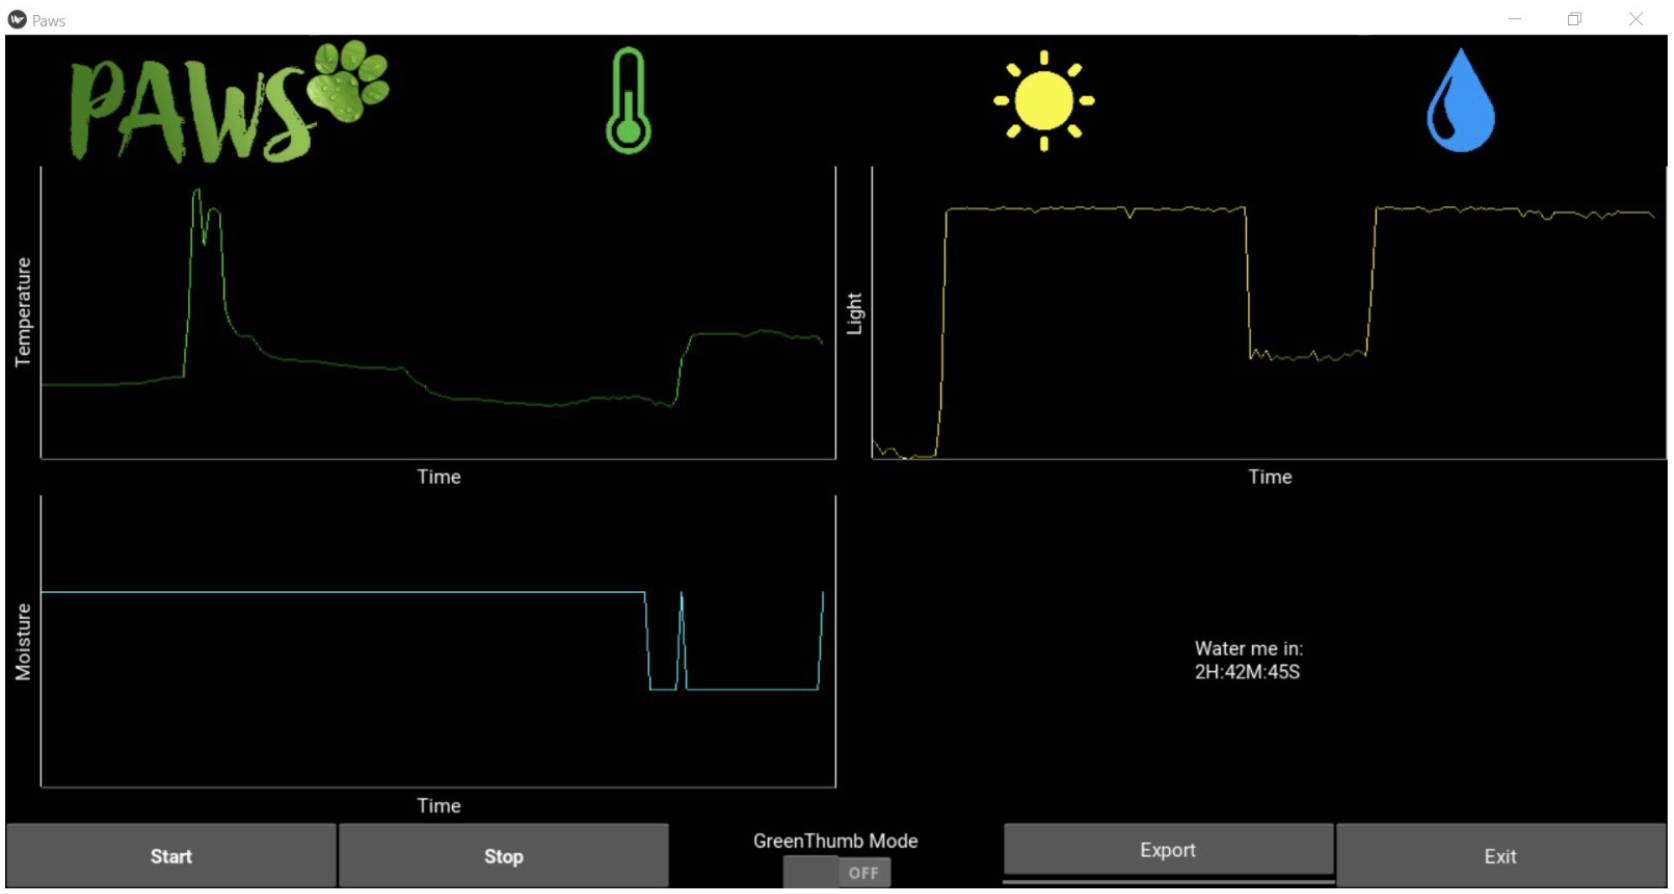 Paws
PAWS
Temperature
Time
Light
Time
Moisture
Time
Water me in:
2H:42M:45S
Start
Stop
GreenThumb Mode
OFF
Export
Exit